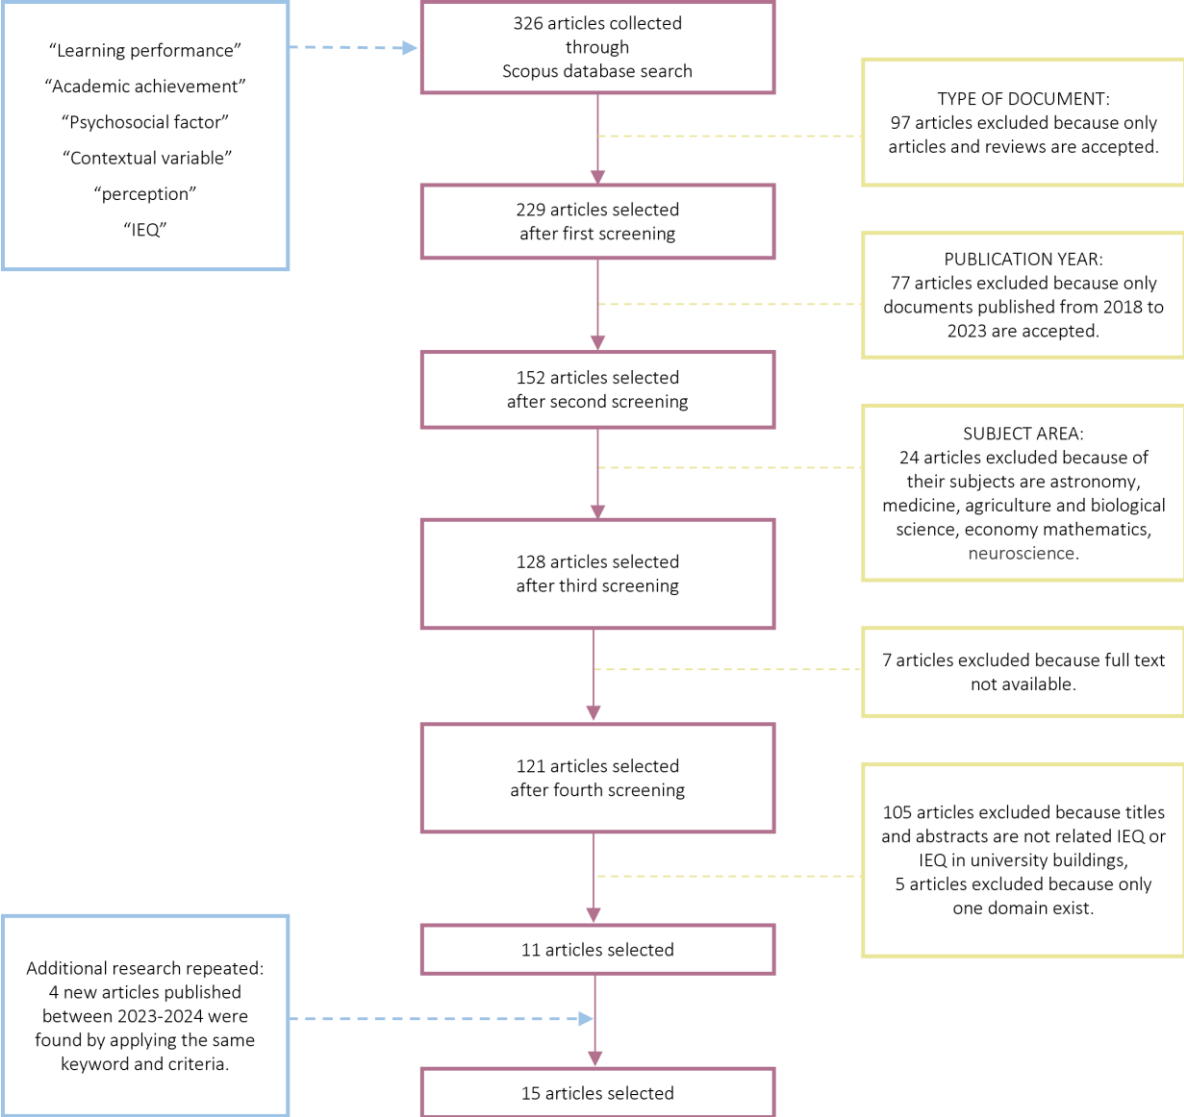 “Learning performance”
“Academic achievement”
“Psychosocial factor”
“Contextual variable”
“perception”
“IEQ”
326 articles collected
through
Scopus database search
TYPE OF DOCUMENT:
97 articles excluded because only
articles and reviews are accepted.
229 articles selected
after first screening
PUBLICATION YEAR:
77 articles excluded because only
documents published from 2018 to
2023 are accepted.
152 articles selected
after second screening
SUBJECT AREA:
24 articles excluded because of
their subjects are astronomy,
medicine, agriculture and biological
science, economy mathematics,
neuroscience.
128 articles selected
after third screening
7 articles excluded because full text
not available.
121 articles selected
after fourth screening
105 articles excluded because titles
and abstracts are not related IEQ or
IEQ in university buildings,
5 articles excluded because only
one domain exist.
11 articles selected
Additional research repeated:
4 new articles published
between 2023-2024 were
found by applying the same
keyword and criteria.
15 articles selected